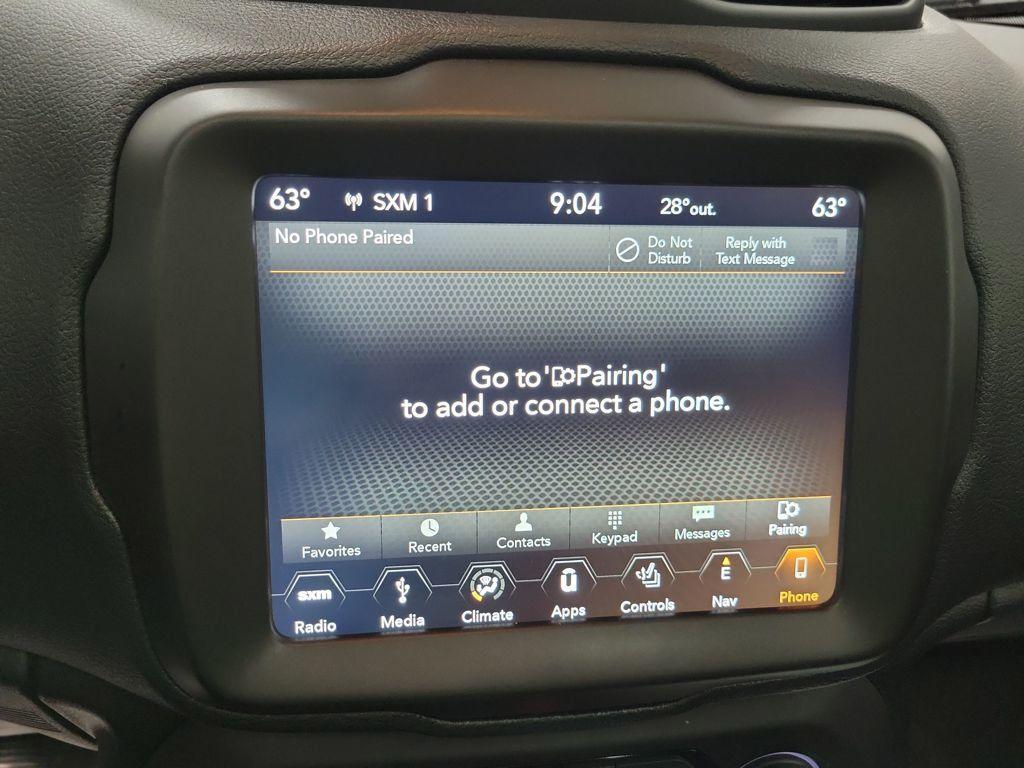 63° SXM 1 9:04 28°out. 63°
No Phone Paired
Do Not
Disturb
Reply with
Text Message
Go to 'Pairing'
to add or connect a phone.
Favorites Recent Contacts Keypad Messages Pairing
sxm
Radio Media Climate Apps Controls Nav Phone
E